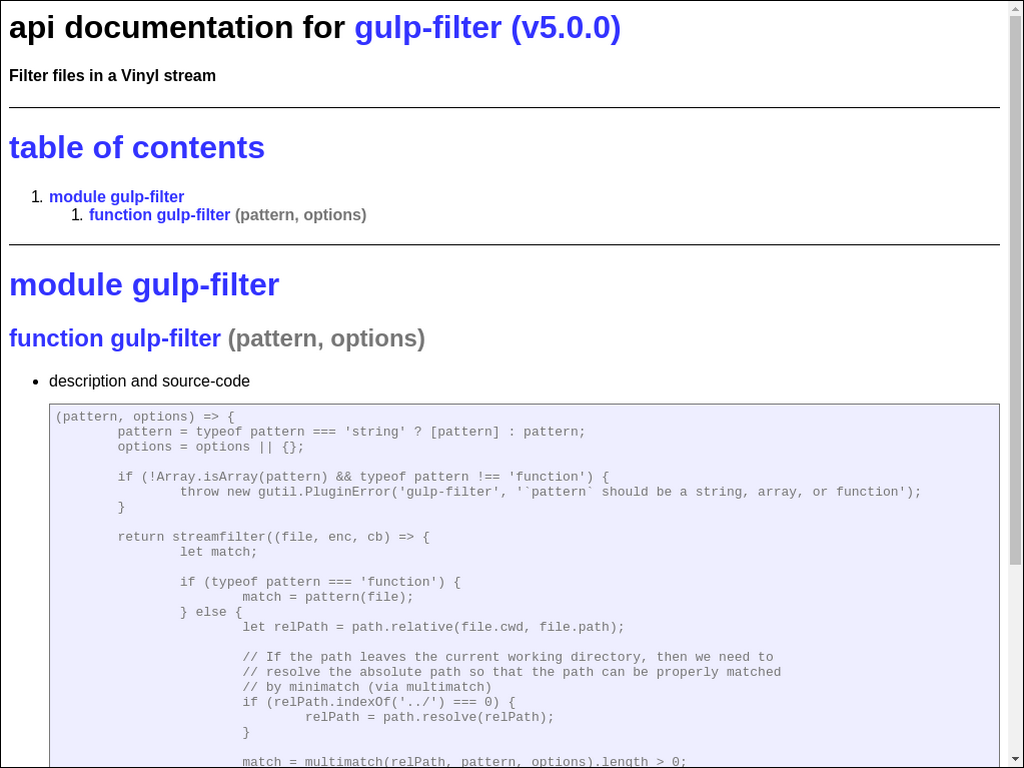 api documentation for gulp-filter (v5.0.0)
Filter files in a Vinyl stream
table of contents
1. module gulp-filter
1. function gulp-filter (pattern, options)
module gulp-filter
function gulp-filter (pattern, options)
• description and source-code
(pattern, options) => {
pattern = typeof pattern === 'string' ? [pattern] : pattern;
options = options || {};
if (!Array.isArray(pattern) && typeof pattern !== 'function') {
throw new gutil.PluginError('gulp-filter', '`pattern` should be a string, array, or function');
}
return streamfilter((file, enc, cb) => {
let match;
if (typeof pattern === 'function') {
match = pattern(file);
} else {
let relPath = path.relative(file.cwd, file.path);
// If the path leaves the current working directory, then we need to
// resolve the absolute path so that the path can be properly matched
// by minimatch (via multimatch)
if (relPath.indexOf('../') === 0) {
relPath = path.resolve(relPath);
}
match = multimatch(relPath, pattern, options).length > 0;